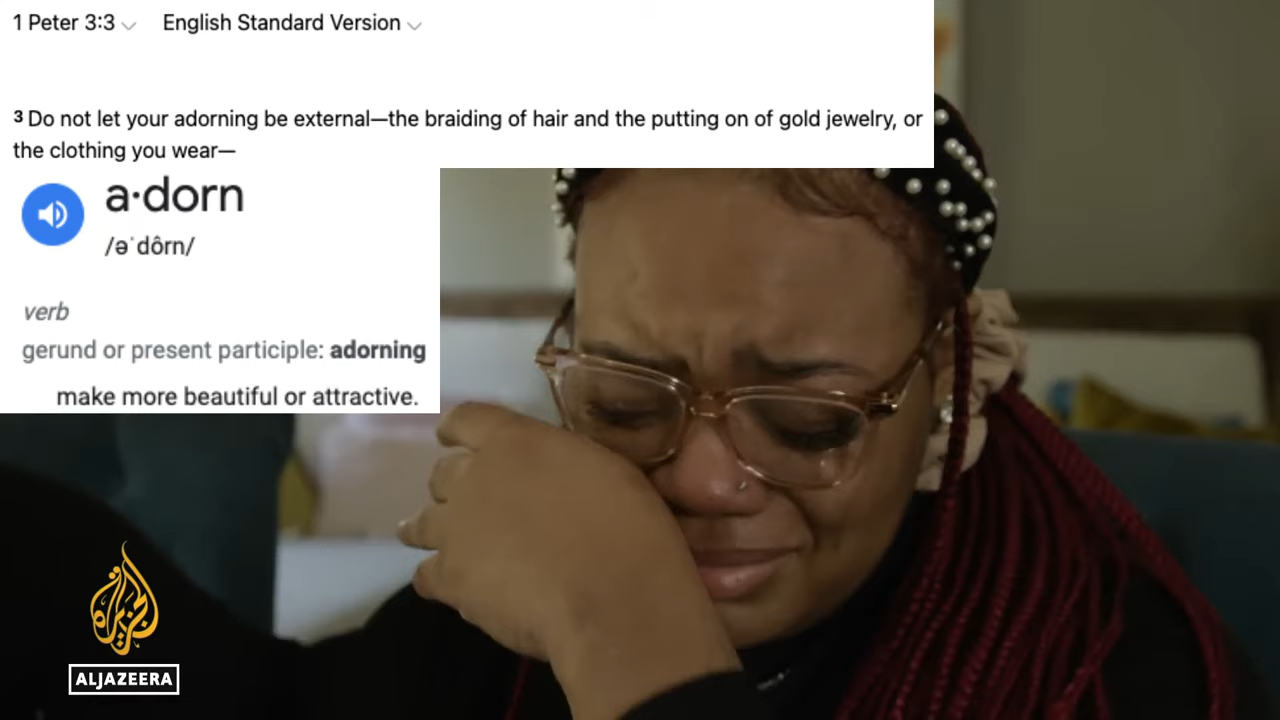 1 Peter 3:3 English Standard Version
3 Do not let your adorning be external—the braiding of hair and the putting on of gold jewelry, or
the clothing you wear—
a·dorn
/əˈdôrn/
verb
gerund or present participle: adorning
make more beautiful or attractive.
الجزيرة
ALJAZEERA